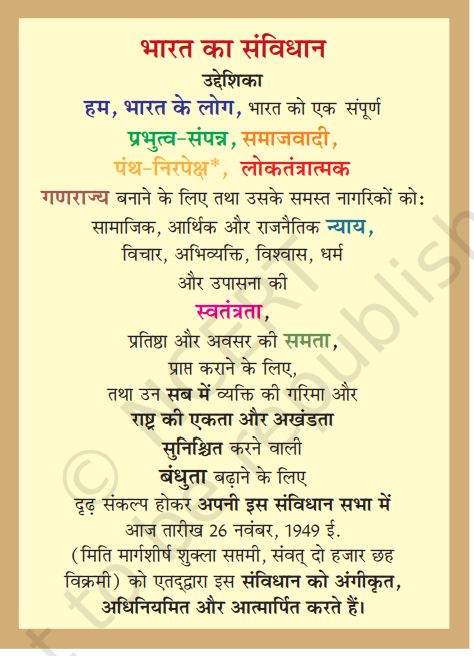 भारत का संविधान
उद्देशिका
हम, भारत के लोग, भारत को एक संपूर्ण
प्रभुत्व-संपन्न, समाजवादी,
पंथ-निरपेक्ष*, लोकतंत्रात्मक
गणराज्य बनाने के लिए तथा उसके समस्त नागरिकों को:
सामाजिक, आर्थिक और राजनैतिक न्याय,
विचार, अभिव्यक्ति, विश्वास, धर्म
और उपासना की
स्वतंत्रता,
प्रतिष्ठा और अवसर की समता,
प्राप्त कराने के लिए,
तथा उन सब में व्यक्ति की गरिमा और
राष्ट्र की एकता और अखंडता
सुनिश्चित करने वाली
बंधुता बढ़ाने के लिए
दृढ़ संकल्प होकर अपनी इस संविधान सभा में
आज तारीख 26 नवंबर, 1949 ई.
(मिति मार्गशीर्ष शुक्ला सप्तमी, संवत् दो हजार छह
विक्रमी) को एतद्द्वारा इस संविधान को अंगीकृत,
अधिनियमित और आत्मार्पित करते हैं।
© NCERT
not to be republished